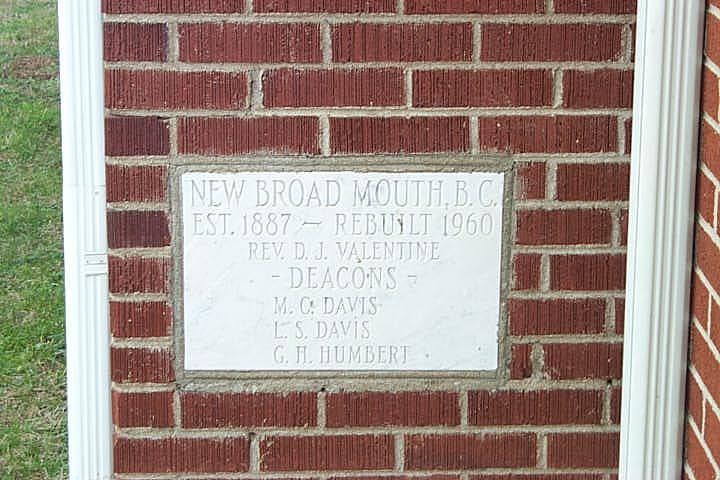 NEW BROAD MOUTH, B.C.
EST. 1887 — REBUILT 1960
REV. D. J. VALENTINE
- DEACONS -
M. C. DAVIS
L. S. DAVIS
G. H. HUMBERT